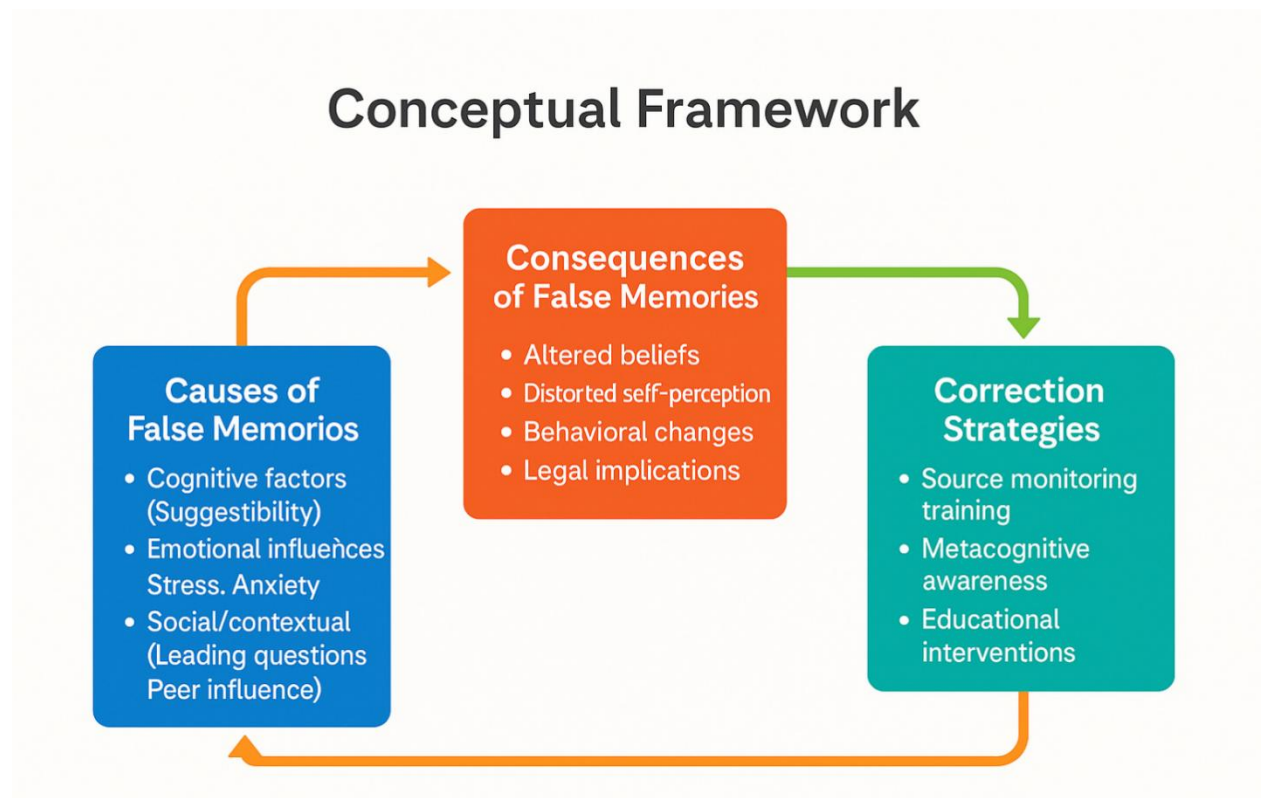 Conceptual Framework
Causes of
False Memorios
• Cognitive factors
(Suggestibility)
• Emotional influeǹces
Stress. Anxiety
• Social/contextual
(Leading questions
Peer influence)
Consequences
of False Memories
• Altered beliefs
• Distorted self-perception
• Behavioral changes
• Legal implications
Correction
Strategies
• Source monitoring
training
• Metacognitive
awareness
• Educational
interventions